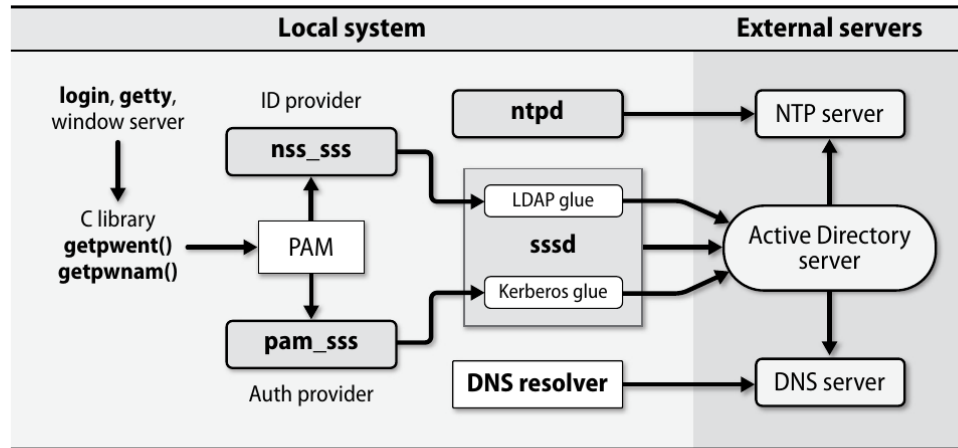 Local system
External servers
login, getty,
window server
C library
getpwent()
getpwnam()
ID provider
nss_sss
PAM
pam_sss
Auth provider
ntpd
LDAP glue
sssd
Kerberos glue
DNS resolver
NTP server
Active Directory
server
DNS server